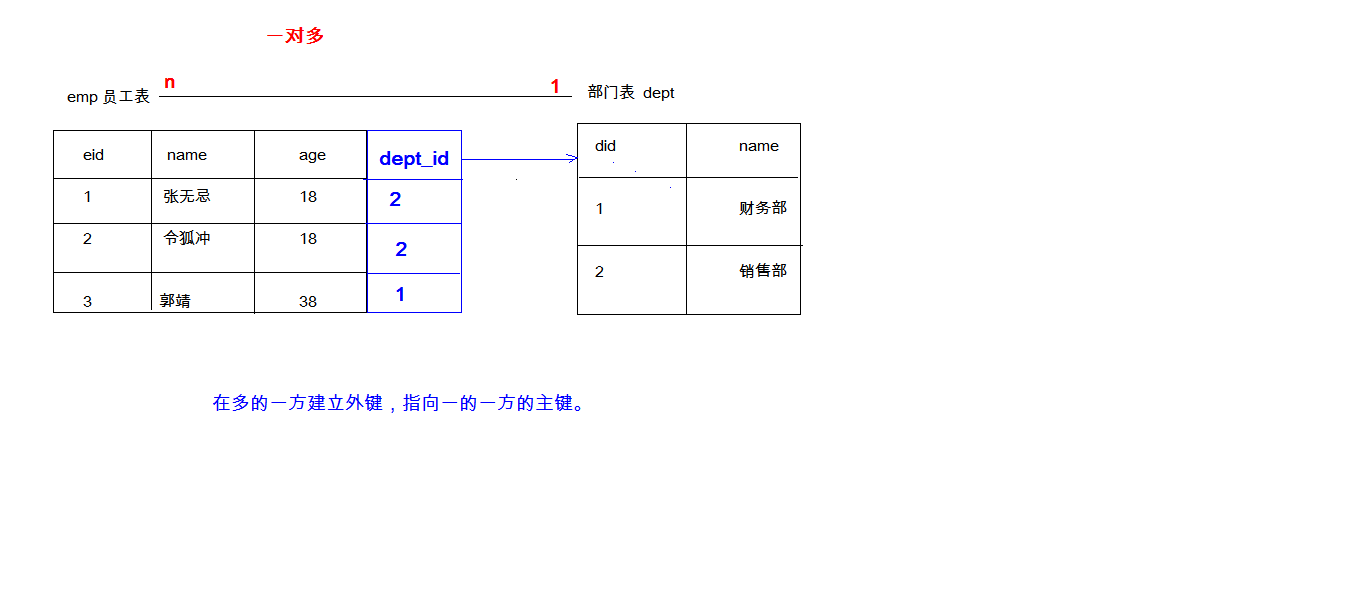 一对多
emp 员工表 n 1 部门表 dept
eid name age dept_id
1 张无忌 18 2
2 令狐冲 18 2
3 郭靖 38 1
did name
1 财务部
2 销售部
在多的一方建立外键，指向一的一方的主键。